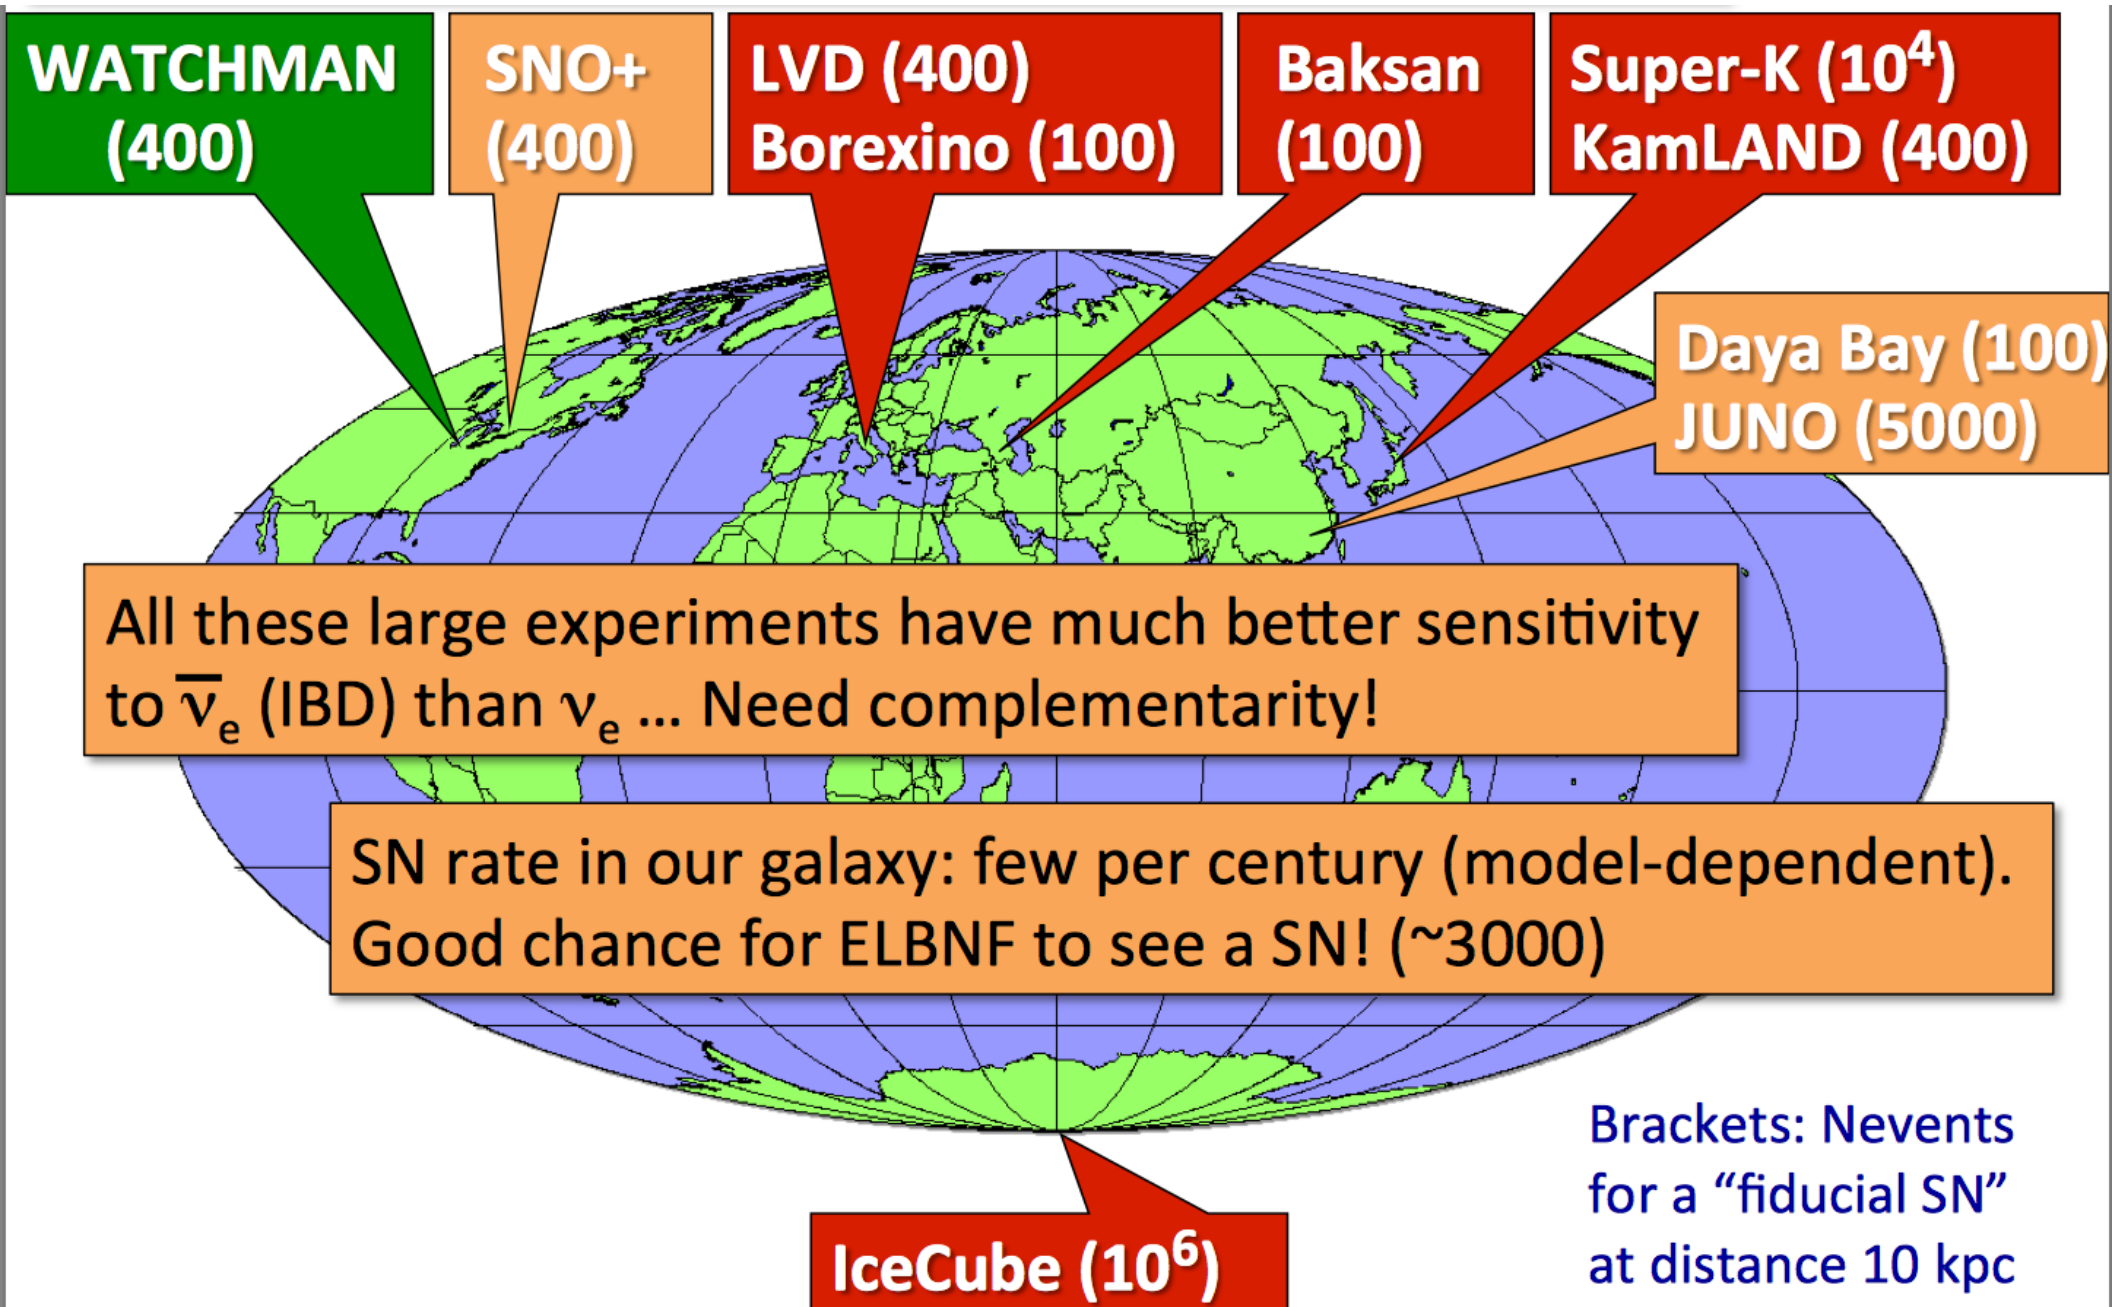 WATCHMAN
(400)
SNO+
(400)
LVD (400)
Borexino (100)
Baksan
(100)
Super-K (10⁴)
KamLAND (400)
Daya Bay (100)
JUNO (5000)
All these large experiments have much better sensitivity
to ν̅ₑ (IBD) than νₑ ... Need complementarity!
SN rate in our galaxy: few per century (model-dependent).
Good chance for ELBNF to see a SN! (~3000)
Brackets: Nevents
for a “fiducial SN”
at distance 10 kpc
IceCube (10⁶)